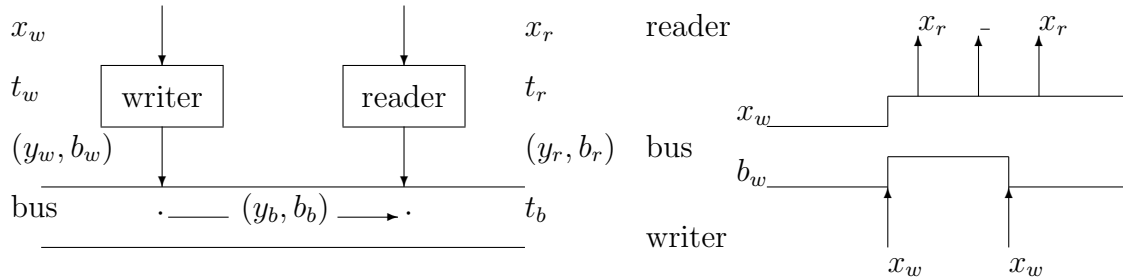 x_w x_r
t_w writer reader t_r
(y_w, b_w) (y_r, b_r)
bus (y_b, b_b) t_b
reader x_r - x_r
x_w
bus
b_w
writer
x_w x_w